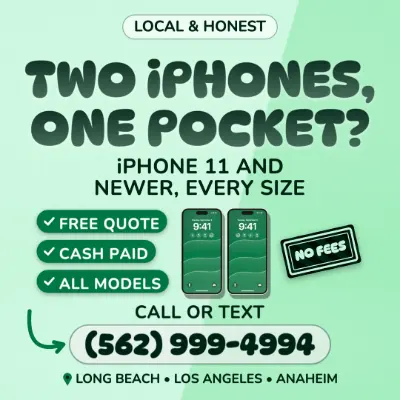 LOCAL & HONEST
TWO iPHONES,
ONE POCKET?
iPHONE 11 AND
NEWER, EVERY SIZE
✓ FREE QUOTE
✓ CASH PAID
✓ ALL MODELS
9:41
9:41
NO FEES
CALL OR TEXT
(562) 999-4994
LONG BEACH • LOS ANGELES • ANAHEIM